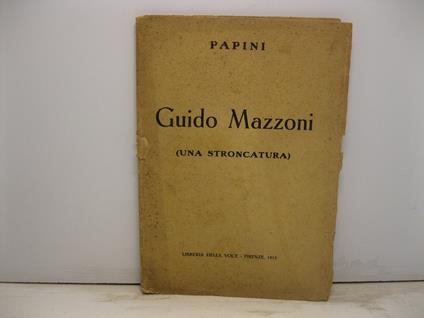 PAPINI
Guido Mazzoni
(UNA STRONCATURA)
LIBRERIA DELLA VOCE - FIRENZE, 1913